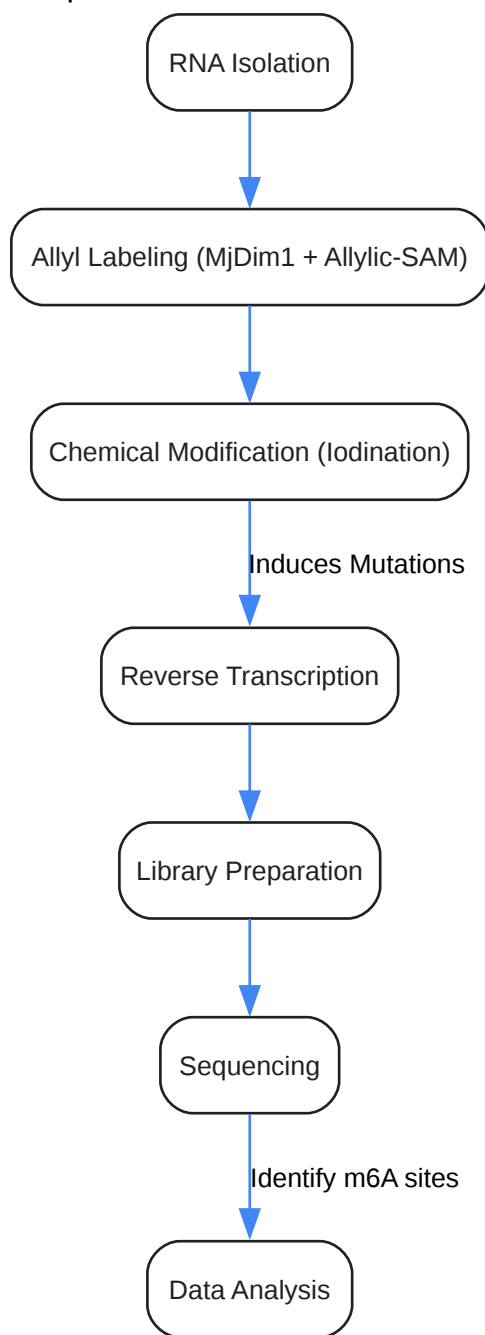 RNA Isolation
Allyl Labeling (MjDim1 + Allylic-SAM)
Chemical Modification (Iodination)
Induces Mutations
Reverse Transcription
Library Preparation
Sequencing
Identify m6A sites
Data Analysis